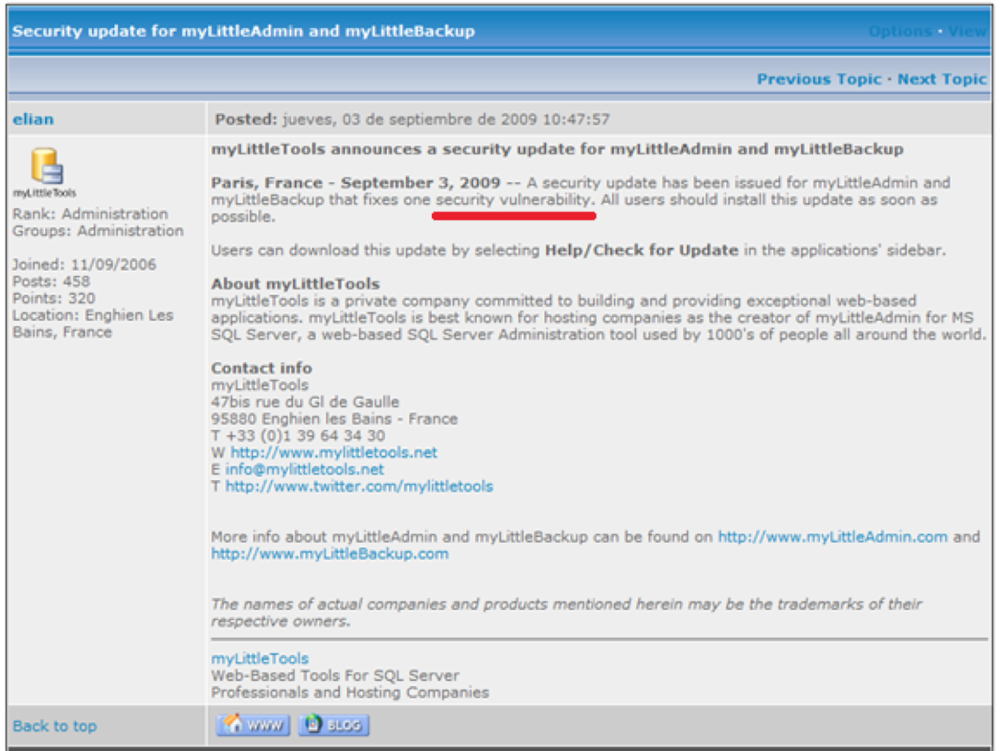 Security update for myLittleAdmin and myLittleBackup
Options · View
Previous Topic · Next Topic
elian
Posted: jueves, 03 de septiembre de 2009 10:47:57
myLittleTools
Rank: Administration
Groups: Administration
Joined: 11/09/2006
Posts: 458
Points: 320
Location: Enghien Les
Bains, France
myLittleTools announces a security update for myLittleAdmin and myLittleBackup
Paris, France - September 3, 2009 -- A security update has been issued for myLittleAdmin and
myLittleBackup that fixes one security vulnerability. All users should install this update as soon as
possible.
Users can download this update by selecting Help/Check for Update in the applications' sidebar.
About myLittleTools
myLittleTools is a private company committed to building and providing exceptional web-based
applications. myLittleTools is best known for hosting companies as the creator of myLittleAdmin for MS
SQL Server, a web-based SQL Server Administration tool used by 1000's of people all around the world.
Contact info
myLittleTools
47bis rue du Gl de Gaulle
95880 Enghien les Bains - France
T +33 (0)1 39 64 34 30
W http://www.mylittletools.net
E info@mylittletools.net
T http://www.twitter.com/mylittletools
More info about myLittleAdmin and myLittleBackup can be found on http://www.myLittleAdmin.com and
http://www.myLittleBackup.com
The names of actual companies and products mentioned herein may be the trademarks of their
respective owners.
myLittleTools
Web-Based Tools For SQL Server
Professionals and Hosting Companies
Back to top
WWW
BLOG